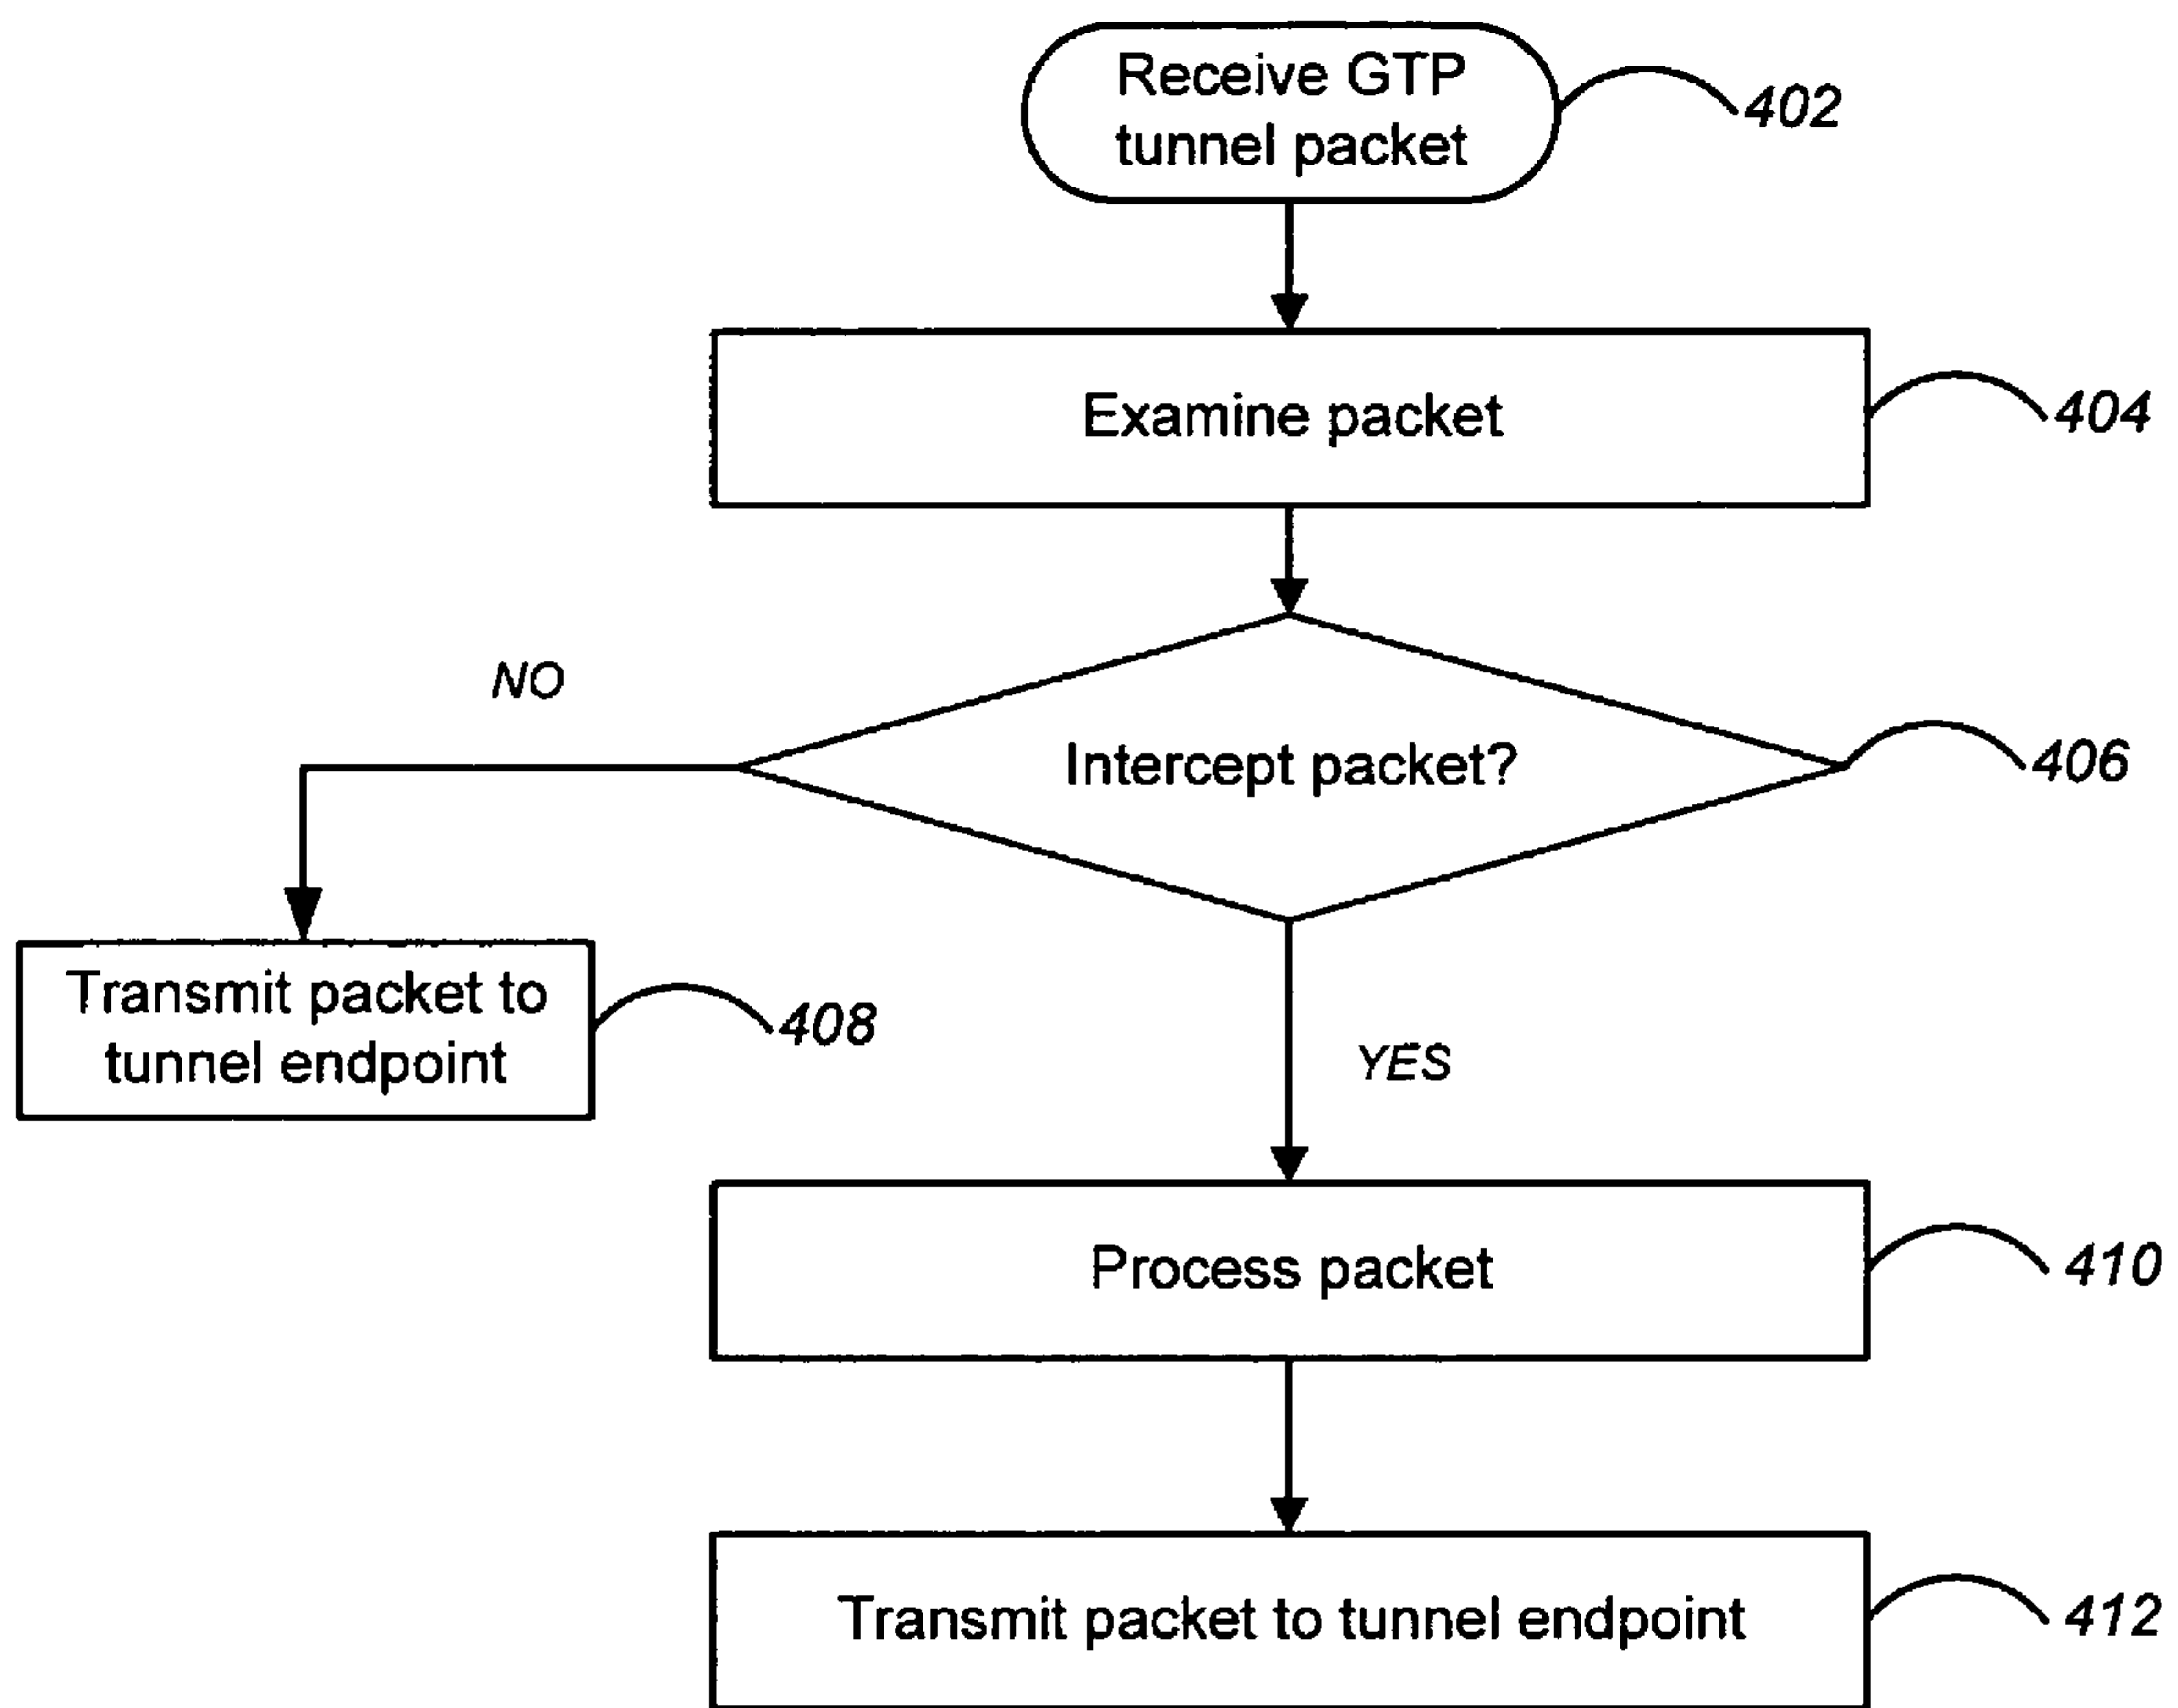 Receive GTP
tunnel packet
402
Examine packet
404
NO
Intercept packet?
406
Transmit packet to
tunnel endpoint
408
YES
Process packet
410
Transmit packet to tunnel endpoint
412